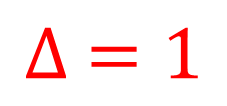 Δ = 1